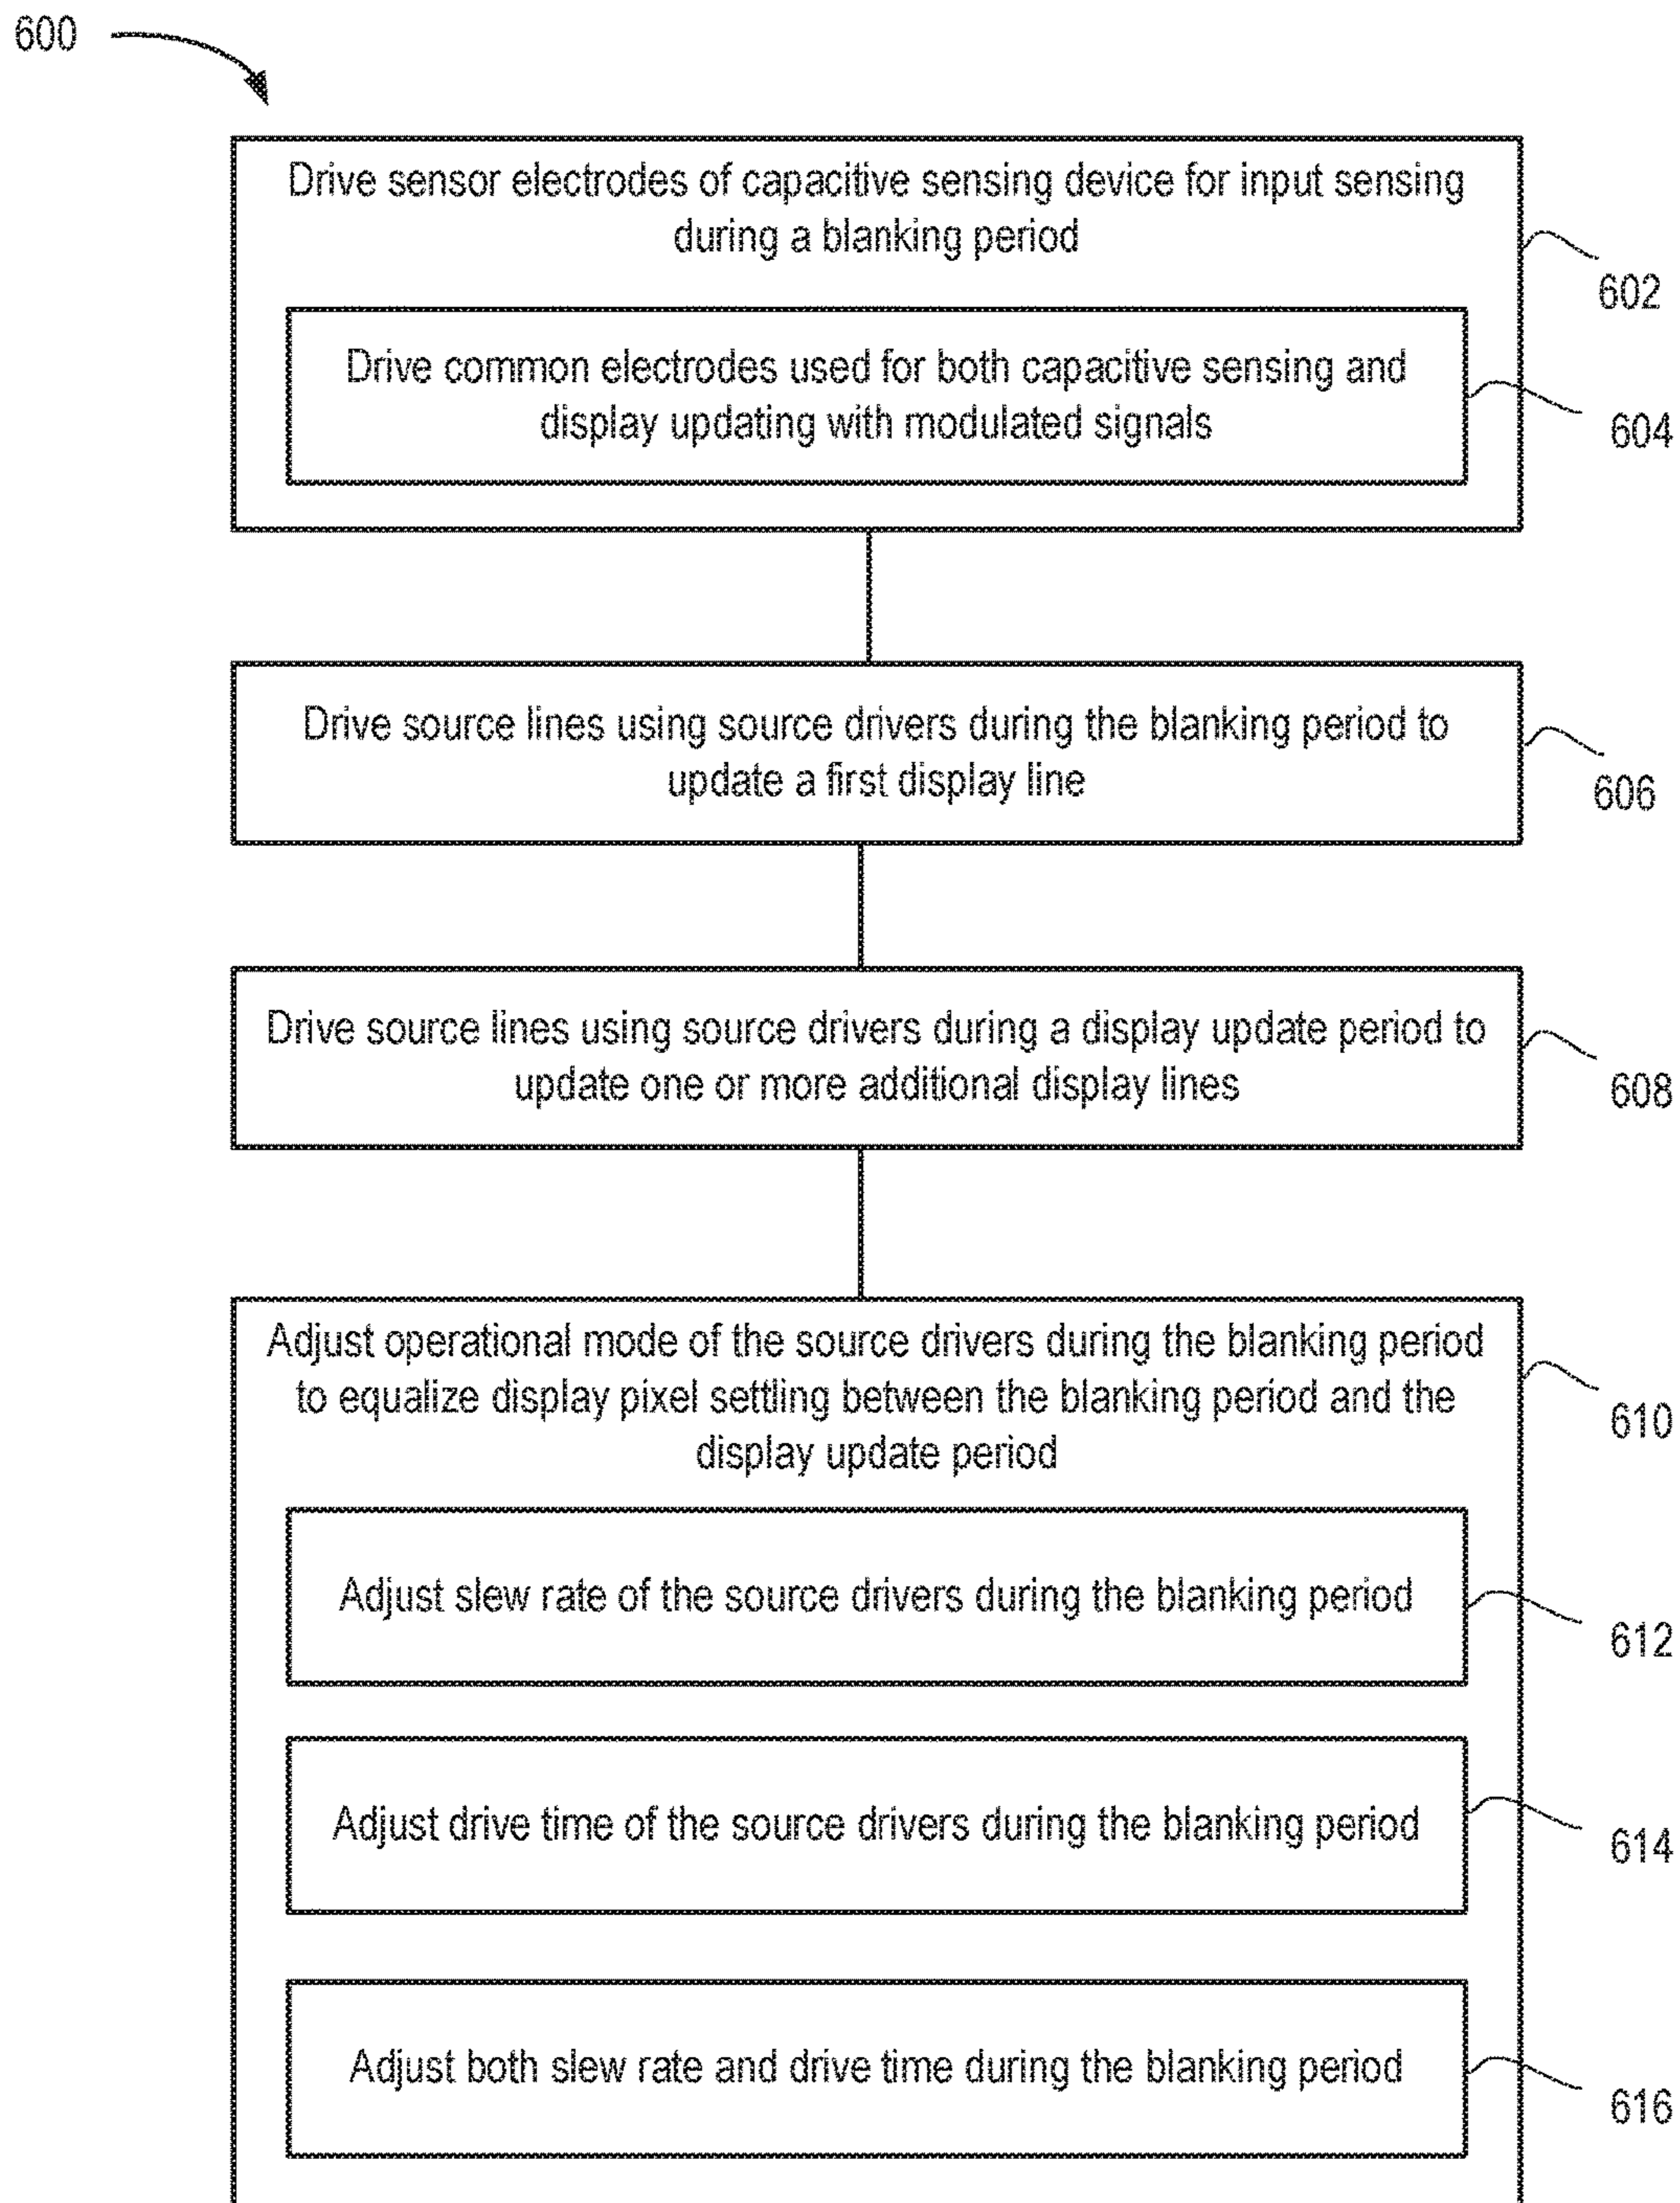 600
Drive sensor electrodes of capacitive sensing device for input sensing
during a blanking period
602
Drive common electrodes used for both capacitive sensing and
display updating with modulated signals
604
Drive source lines using source drivers during the blanking period to
update a first display line
606
Drive source lines using source drivers during a display update period to
update one or more additional display lines
608
Adjust operational mode of the source drivers during the blanking period
to equalize display pixel settling between the blanking period and the
display update period
610
Adjust slew rate of the source drivers during the blanking period
612
Adjust drive time of the source drivers during the blanking period
614
Adjust both slew rate and drive time during the blanking period
616